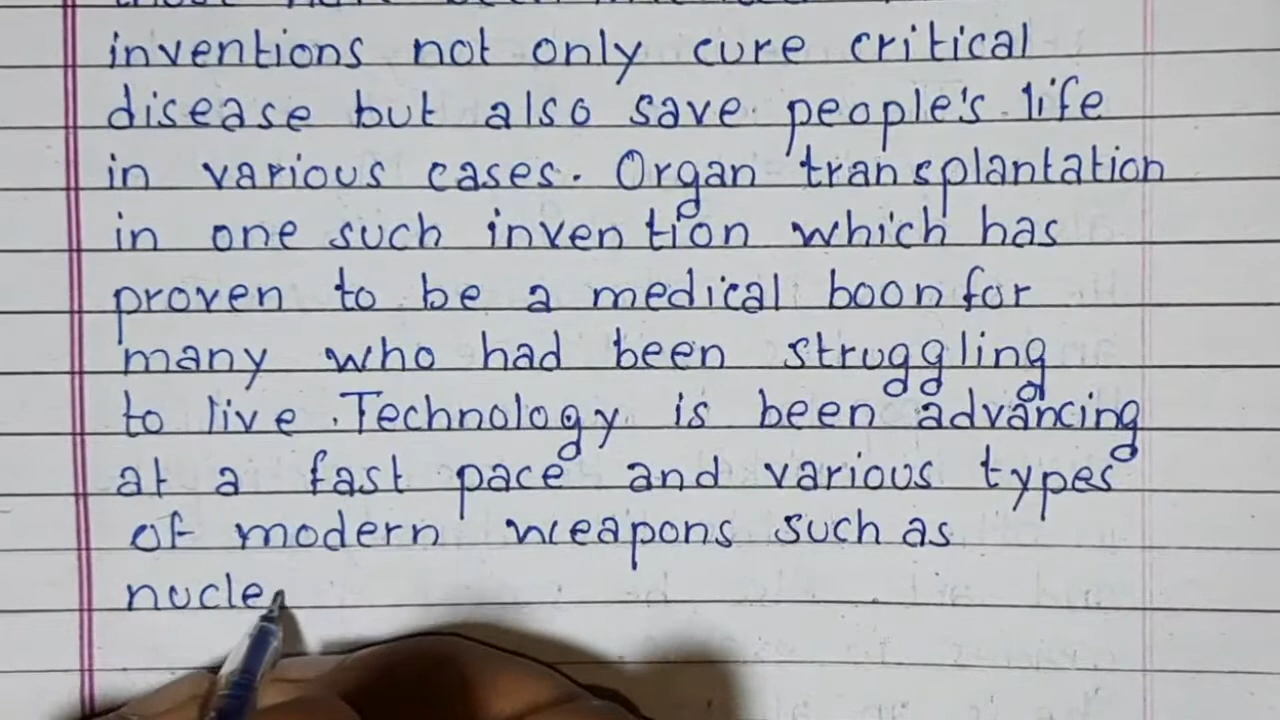 inventions not only cure critical
disease but also save people's life
in various cases. Organ transplantation
in one such invention which has
proven to be a medical boon for
many who had been struggling
to live. Technology is been advancing
at a fast pace and various types
of modern weapons such as
nucle